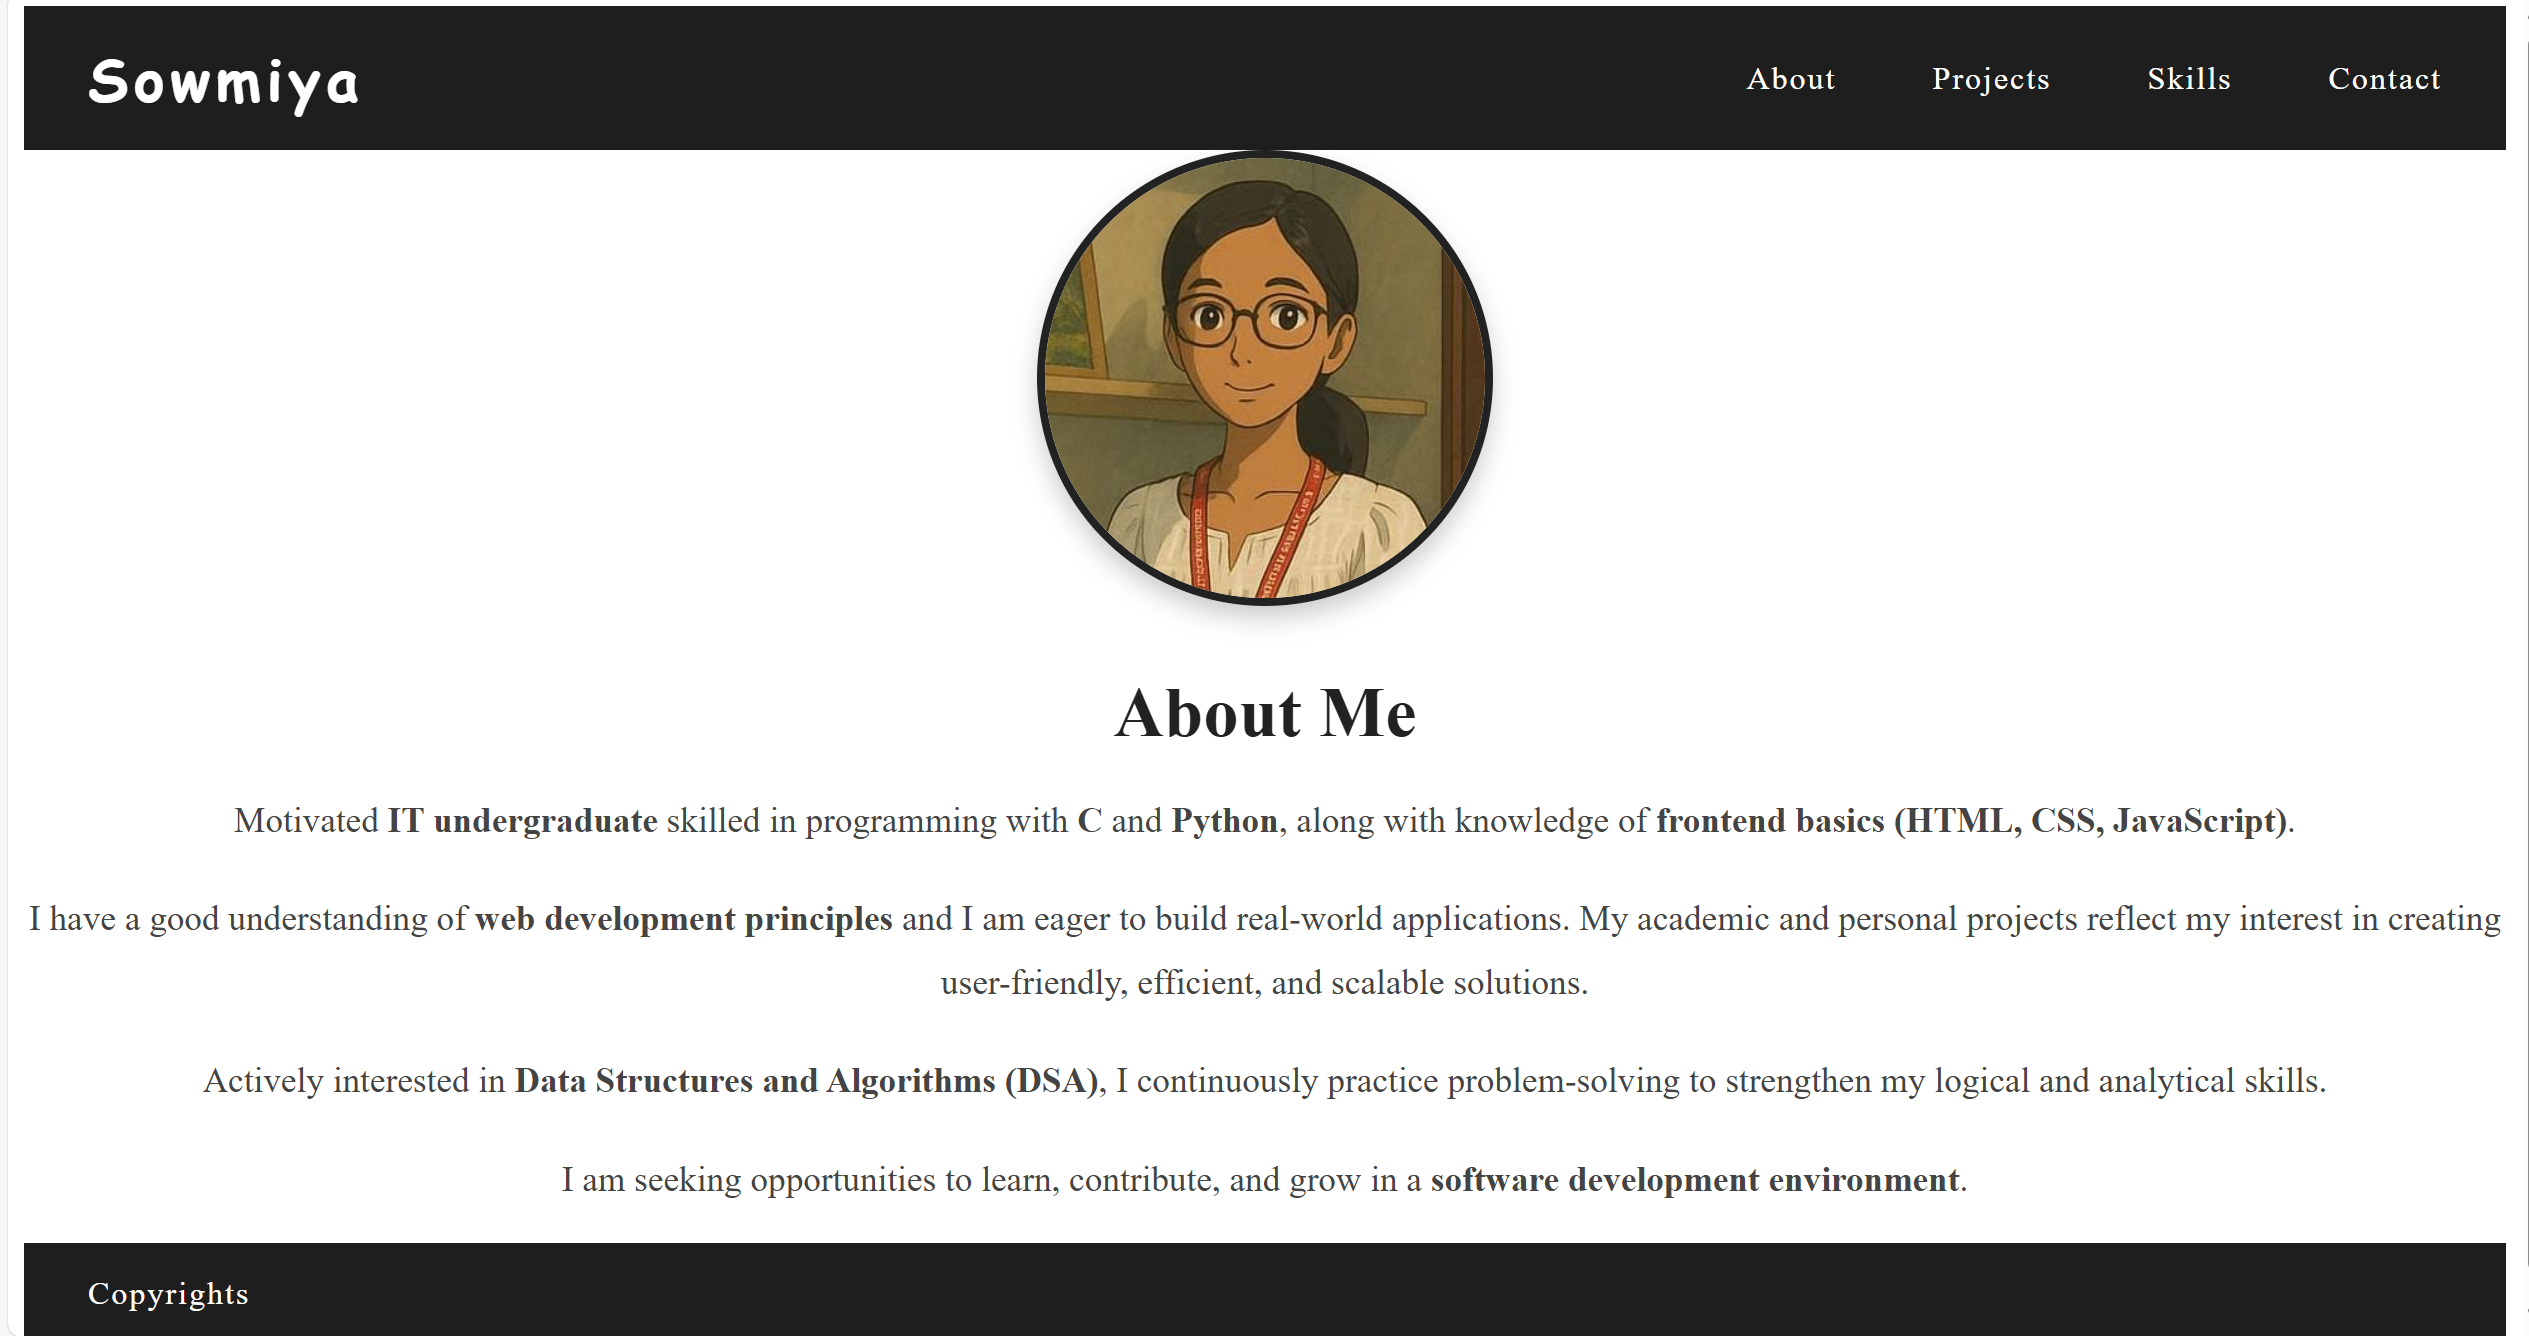 Sowmiya
About Projects Skills Contact
About Me
Motivated IT undergraduate skilled in programming with C and Python, along with knowledge of frontend basics (HTML, CSS, JavaScript).
I have a good understanding of web development principles and I am eager to build real-world applications. My academic and personal projects reflect my interest in creating
user-friendly, efficient, and scalable solutions.
Actively interested in Data Structures and Algorithms (DSA), I continuously practice problem-solving to strengthen my logical and analytical skills.
I am seeking opportunities to learn, contribute, and grow in a software development environment.
Copyrights